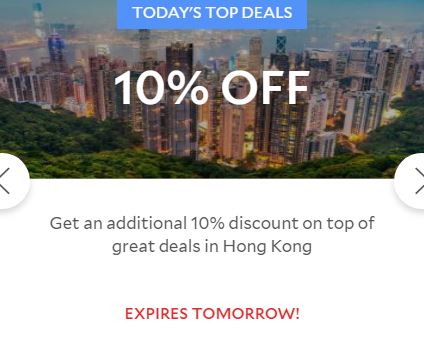 TODAY'S TOP DEALS
10% OFF
Get an additional 10% discount on top of
great deals in Hong Kong
EXPIRES TOMORROW!